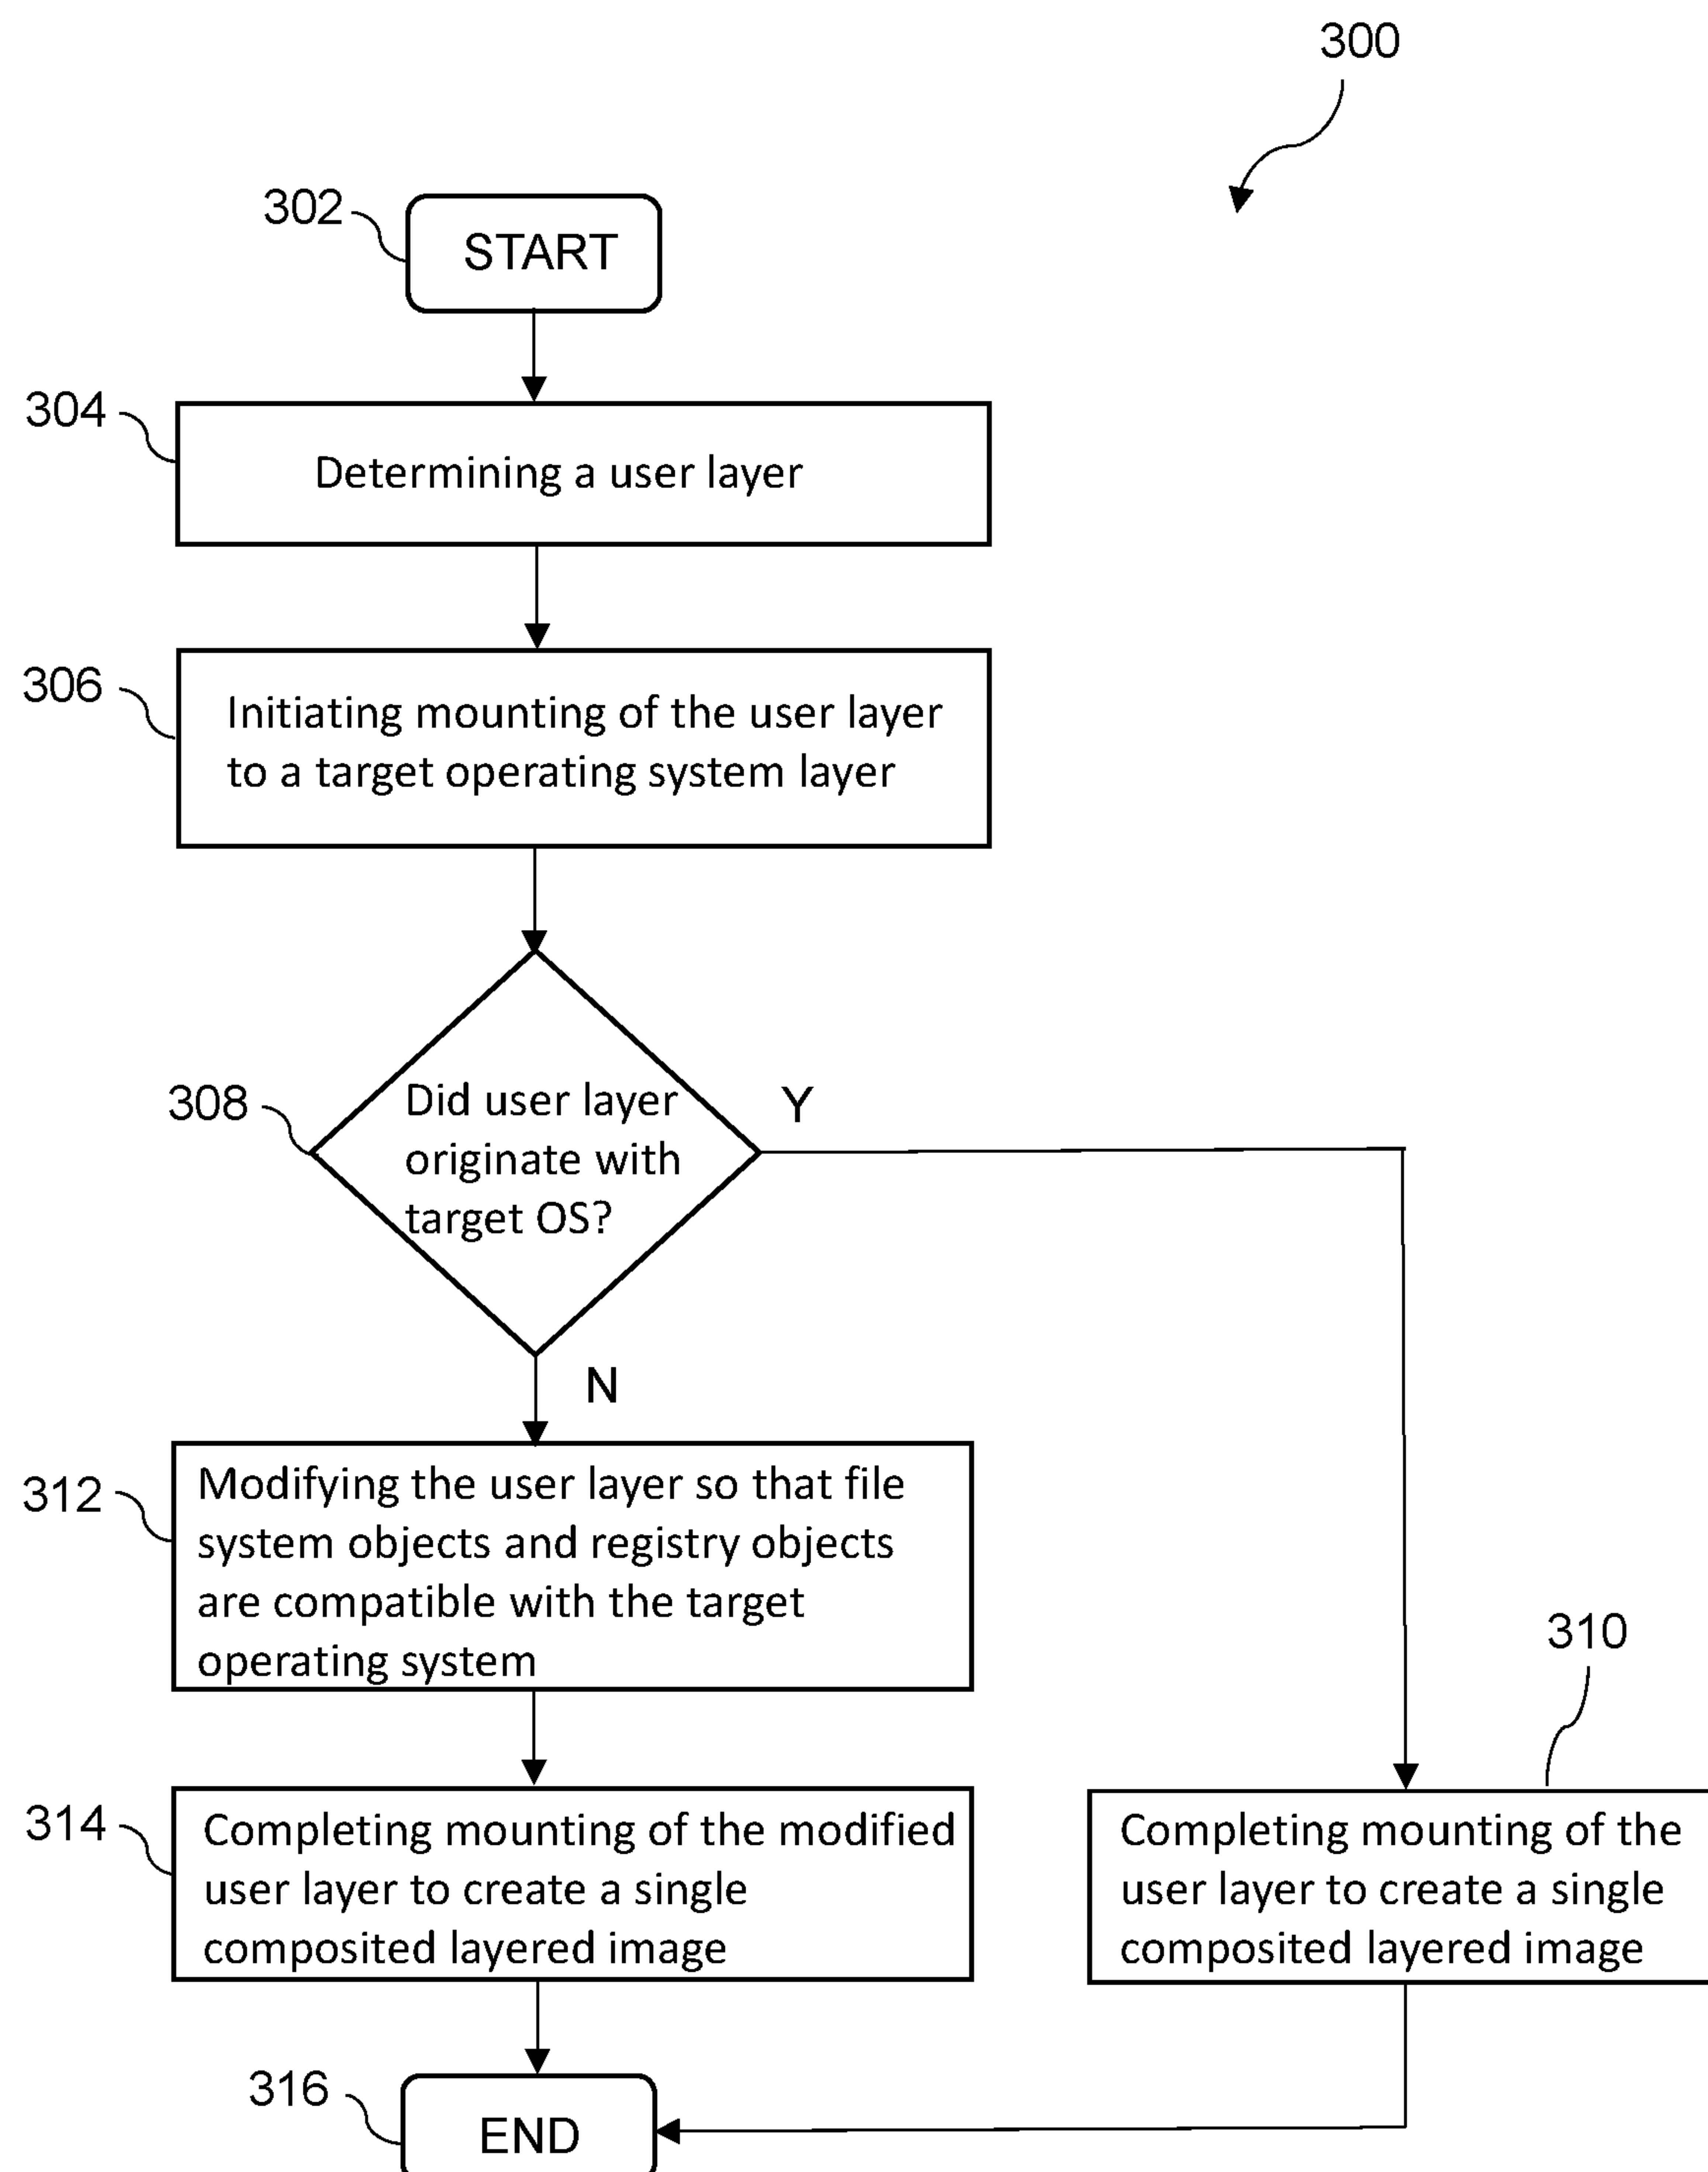 300
302
START
304
Determining a user layer
306
Initiating mounting of the user layer
to a target operating system layer
308
Did user layer
originate with
target OS?
Y
N
312
Modifying the user layer so that file
system objects and registry objects
are compatible with the target
operating system
310
314
Completing mounting of the modified
user layer to create a single
composited layered image
Completing mounting of the
user layer to create a single
composited layered image
316
END